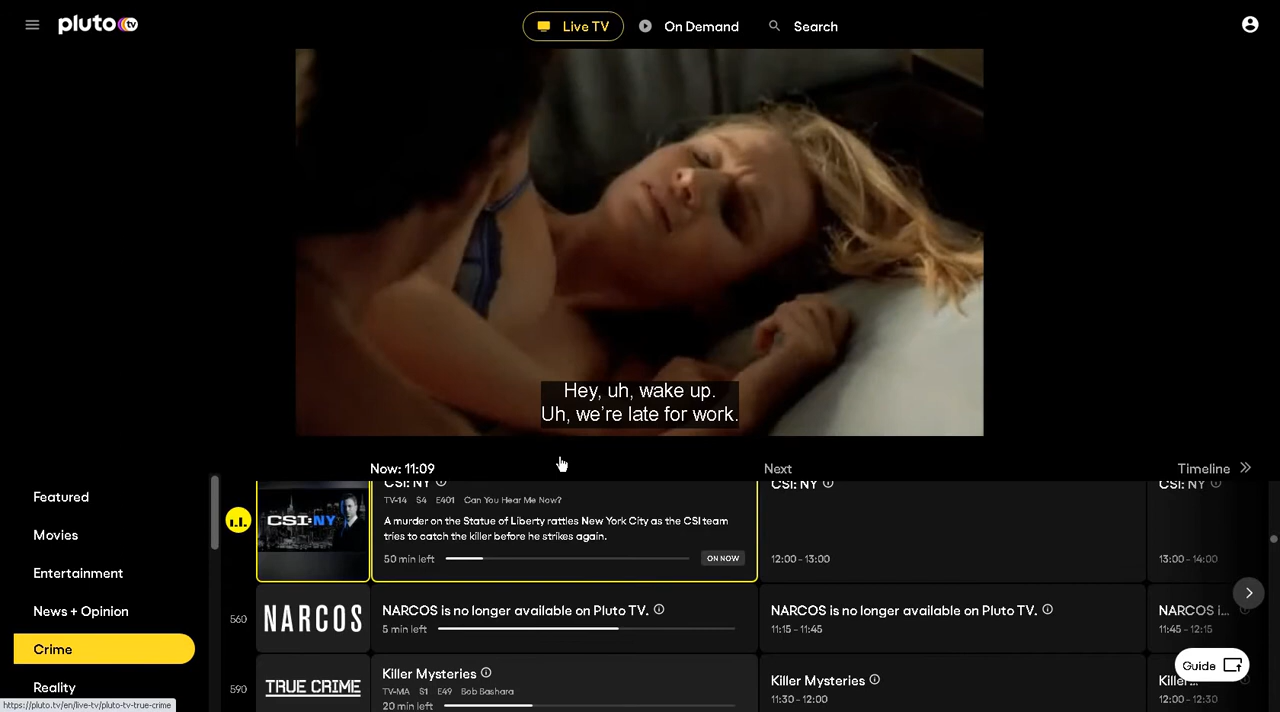 pluto tv
Live TV
On Demand
Search
Hey, uh, wake up.
Uh, we're late for work.
Now: 11:09
Next
Timeline
Featured
Movies
Entertainment
News + Opinion
Crime
Reality
CSI: NY
CSI: NY
TV-14 S4 E401 Can You Hear Me Now?
A murder on the Statue of Liberty rattles New York City as the CSI team
tries to catch the killer before he strikes again.
50 min left
ON NOW
CSI: NY
12:00 - 13:00
CSI: NY
13:00 - 14:00
560
NARCOS
NARCOS is no longer available on Pluto TV.
5 min left
NARCOS is no longer available on Pluto TV.
11:15 - 11:45
NARCOS i...
11:45 - 12:15
590
TRUE CRIME
Killer Mysteries
TV-MA S1 E49 Bob Bashara
20 min left
Killer Mysteries
11:30 - 12:00
Killer...
12:00 - 12:30
Guide
https://pluto.tv/en/live-tv/pluto-tv-true-crime